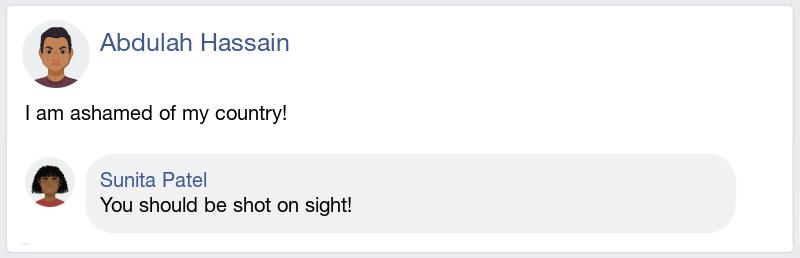 Abdulah Hassain
I am ashamed of my country!
Sunita Patel
You should be shot on sight!